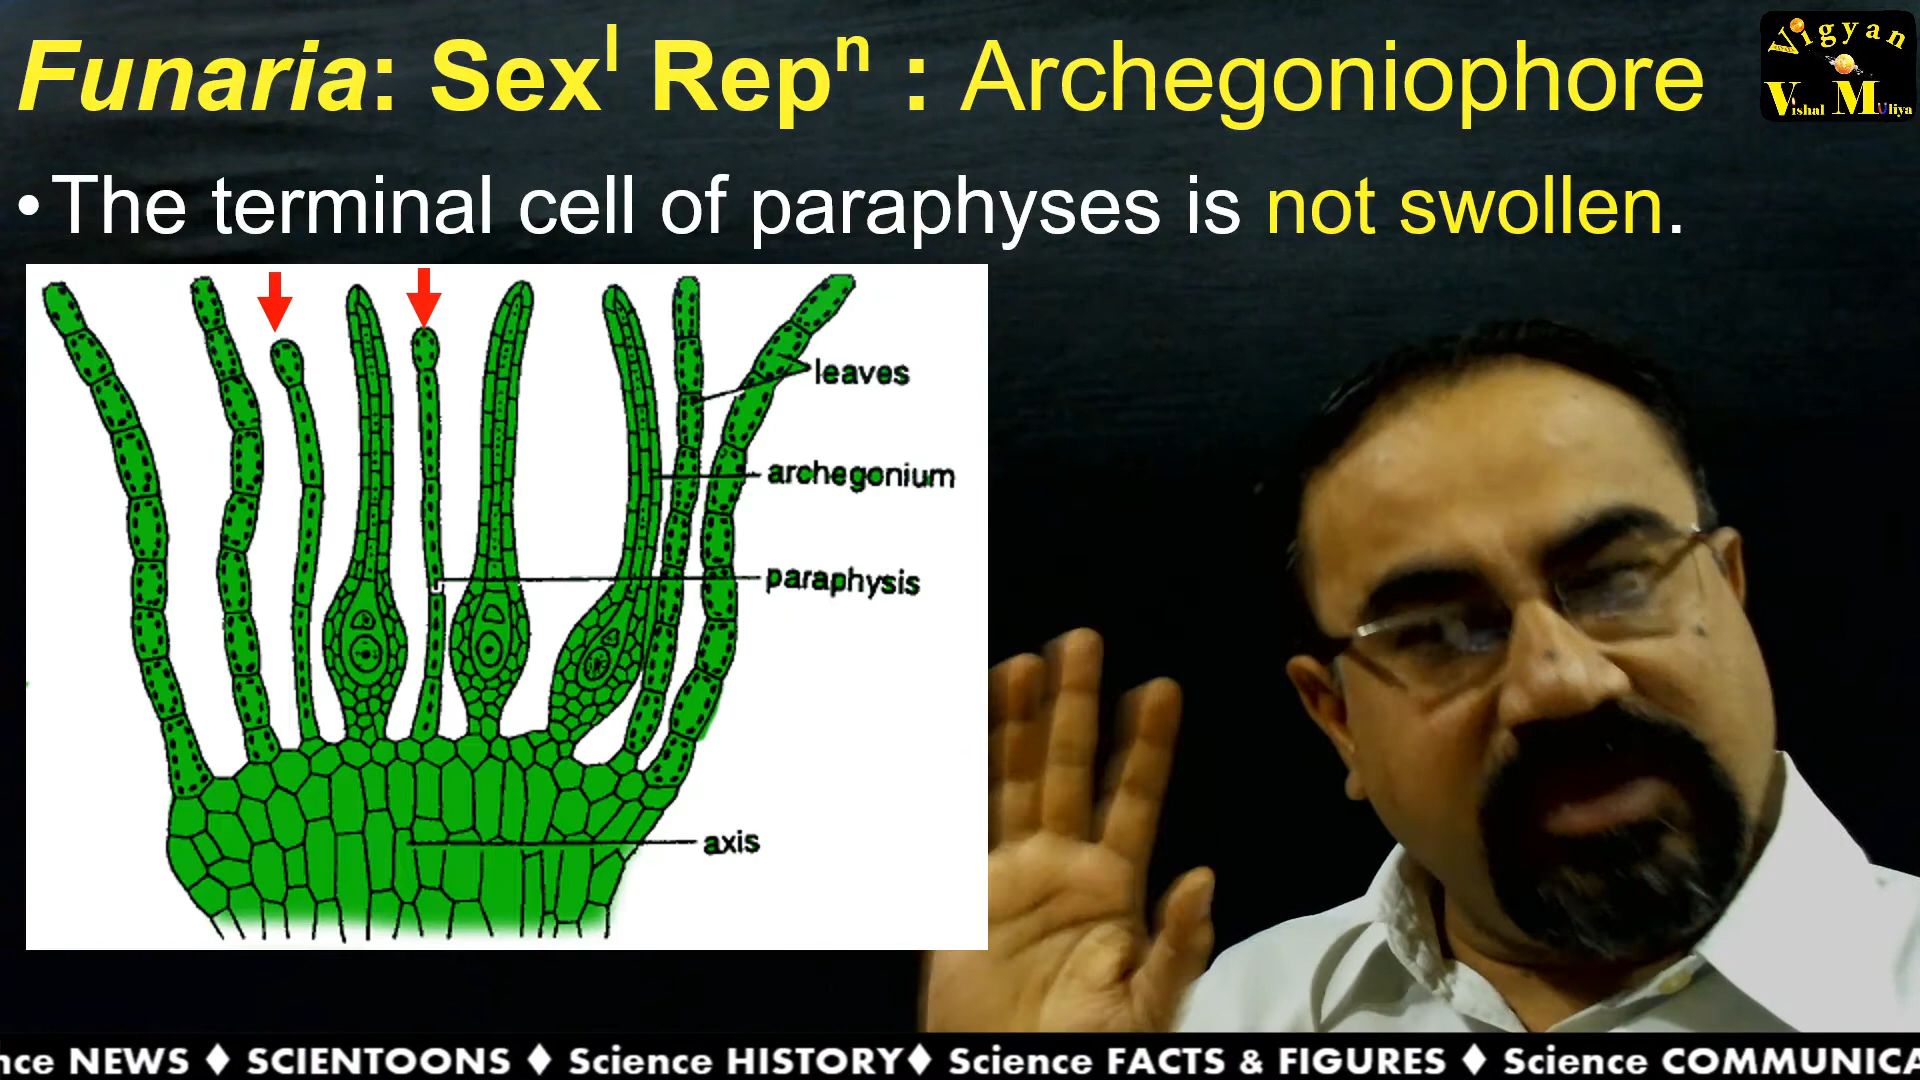 Funaria: Sexˡ Repⁿ : Archegoniophore
Vigyan
Vishal Muliya
• The terminal cell of paraphyses is not swollen.
leaves
archegonium
paraphysis
axis
nce NEWS ♦ SCIENTOONS ♦ Science HISTORY♦ Science FACTS & FIGURES ♦ Science COMMUNICA